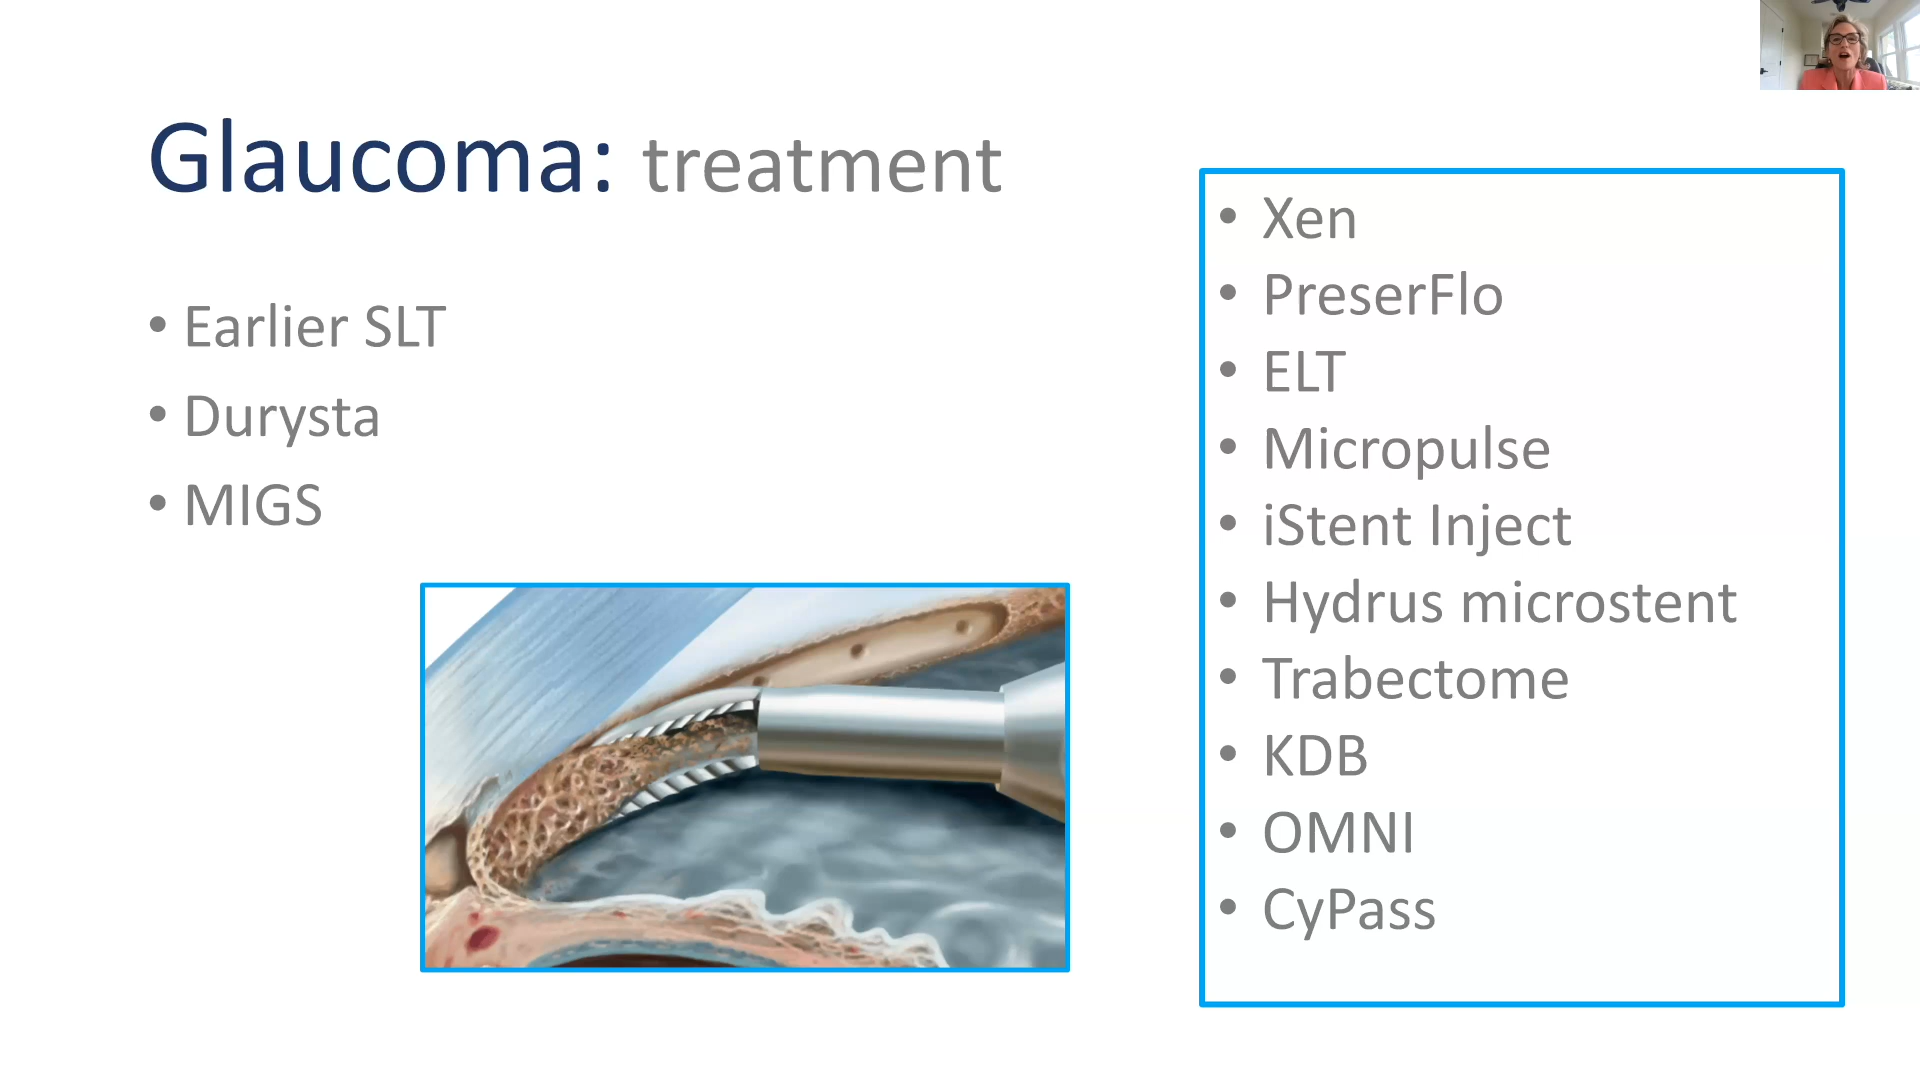 Glaucoma: treatment
• Earlier SLT
• Durysta
• MIGS
• Xen
• PreserFlo
• ELT
• Micropulse
• iStent Inject
• Hydrus microstent
• Trabectome
• KDB
• OMNI
• CyPass